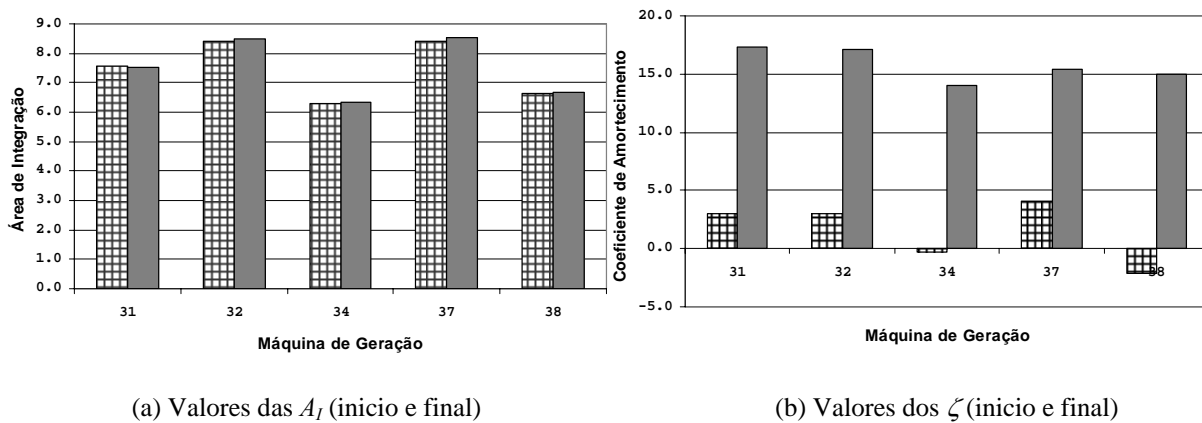 9.0
8.0
7.0
6.0
5.0
4.0
3.0
2.0
1.0
0.0
Área de Integração
31 32 34 37 38
Máquina de Geração
20.0
15.0
10.0
5.0
0.0
-5.0
Coeficiente de Amortecimento
31 32 34 37 38
Máquina de Geração
(a) Valores das A_I (inicio e final)
(b) Valores dos ζ (inicio e final)